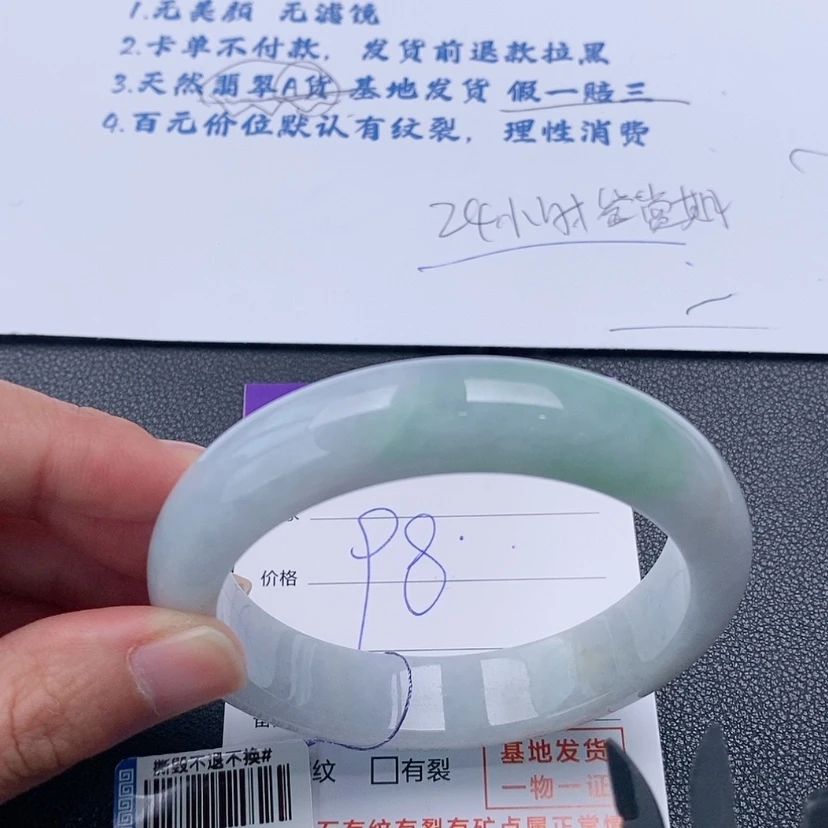 1.无美颜 无滤镜
2.卡单不付款，发货前退款拉黑
3.天然翡翠A货 基地发货 假一赔三
4.百元价位默认有纹裂，理性消费
24小时
价格 98
撕毁不退不换#
纹 □有裂
基地发货
一物一证